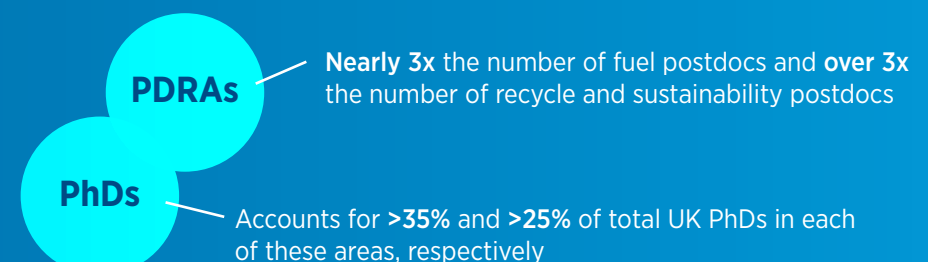 PDRAs
Nearly 3x the number of fuel postdocs and over 3x
the number of recycle and sustainability postdocs
PhDs
Accounts for >35% and >25% of total UK PhDs in each
of these areas, respectively